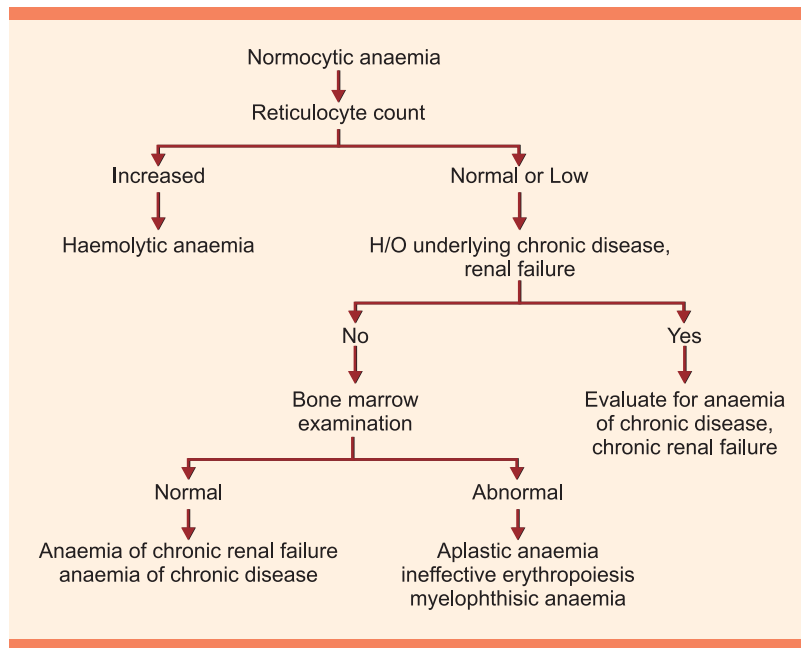 Normocytic anaemia
Reticulocyte count
Increased
Normal or Low
Haemolytic anaemia
H/O underlying chronic disease,
renal failure
No
Yes
Bone marrow
examination
Evaluate for anaemia
of chronic disease,
chronic renal failure
Normal
Abnormal
Anaemia of chronic renal failure
anaemia of chronic disease
Aplastic anaemia
ineffective erythropoiesis
myelophthisic anaemia